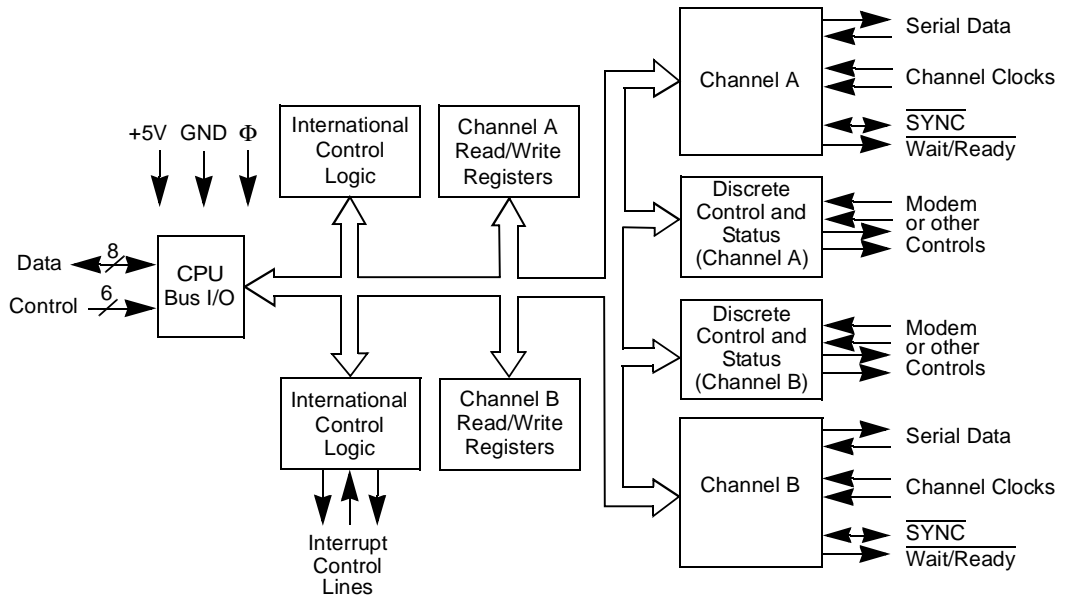 +5V GND Φ
Data
8
Control
6
CPU
Bus I/O
International
Control
Logic
Channel A
Read/Write
Registers
International
Control
Logic
Channel B
Read/Write
Registers
Interrupt
Control
Lines
Channel A
Serial Data
Channel Clocks
SYNC
Wait/Ready
Discrete
Control and
Status
(Channel A)
Modem
or other
Controls
Discrete
Control and
Status
(Channel B)
Modem
or other
Controls
Channel B
Serial Data
Channel Clocks
SYNC
Wait/Ready